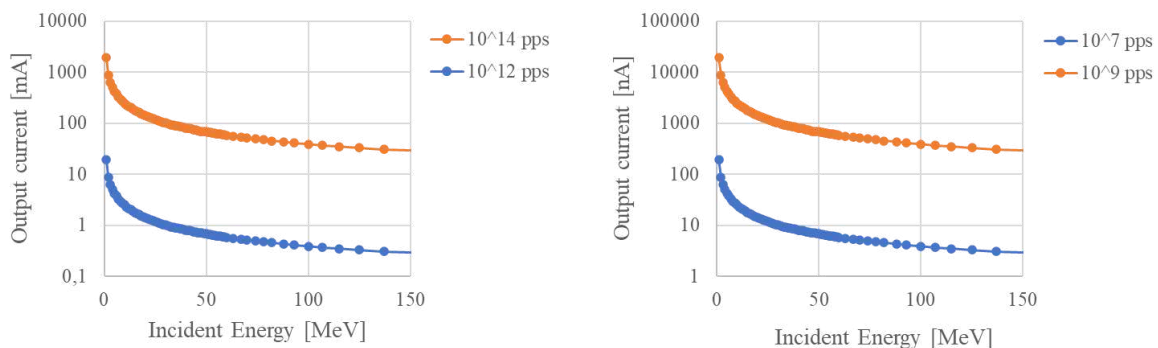 Output current [mA]
10000
1000
100
10
1
0,1
0 50 100 150
Incident Energy [MeV]
10^14 pps
10^12 pps
Output current [nA]
100000
10000
1000
100
10
1
0 50 100 150
Incident Energy [MeV]
10^7 pps
10^9 pps